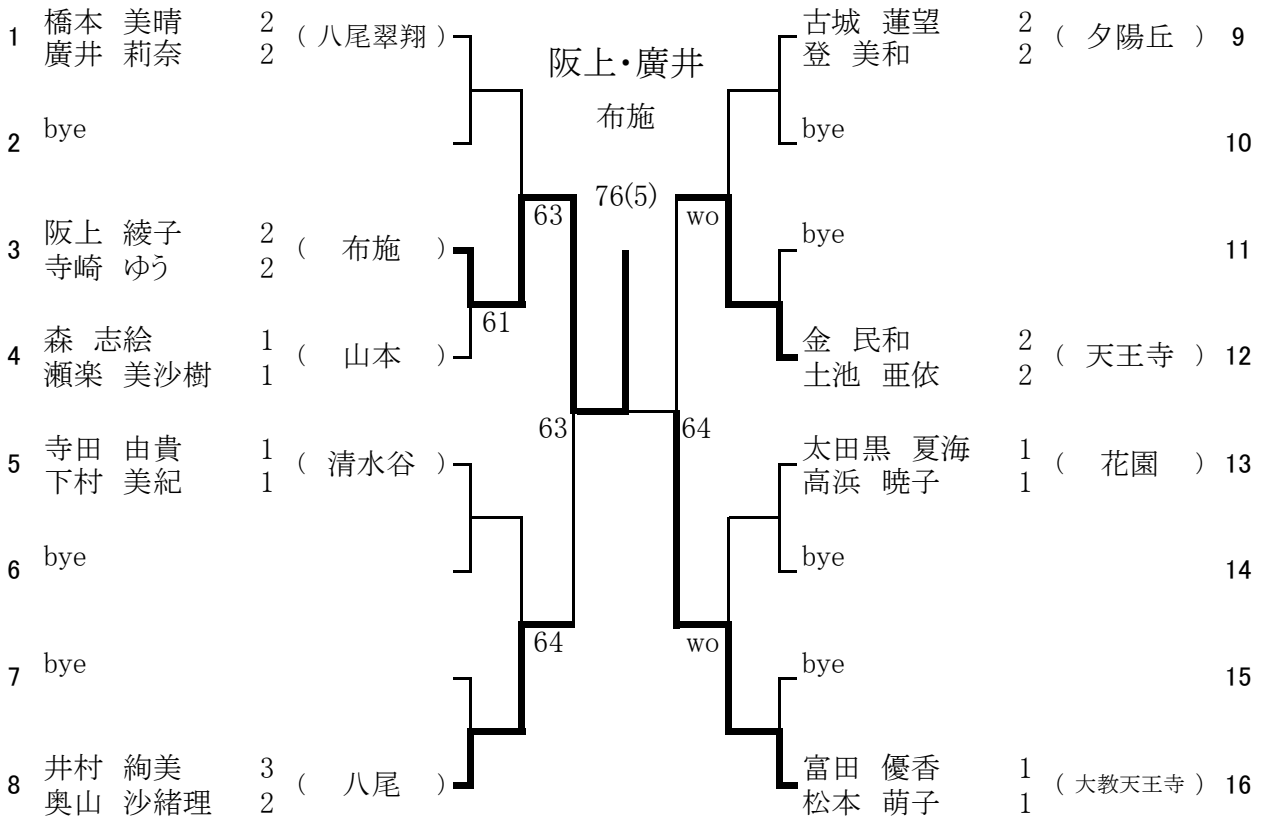 1 橋本 美晴 2 ( 八尾翠翔 )
廣井 莉奈 2
2 bye
3 阪上 綾子 2 ( 布施 )
寺崎 ゆう 2
4 森 志絵 1 ( 山本 )
瀬楽 美沙樹 1
5 寺田 由貴 1 ( 清水谷 )
下村 美紀 1
6 bye
7 bye
8 井村 絢美 3 ( 八尾 )
奥山 沙緒理 2
阪上・廣井
布施
76(5)
63
61
63
64
wo
64
wo
古城 蓮望 2 ( 夕陽丘 ) 9
登 美和 2
bye 10
bye 11
金 民和 2 ( 天王寺 ) 12
土池 亜依 2
太田黒 夏海 1 ( 花園 ) 13
高浜 暁子 1
bye 14
bye 15
富田 優香 1 ( 大教天王寺 ) 16
松本 萌子 1